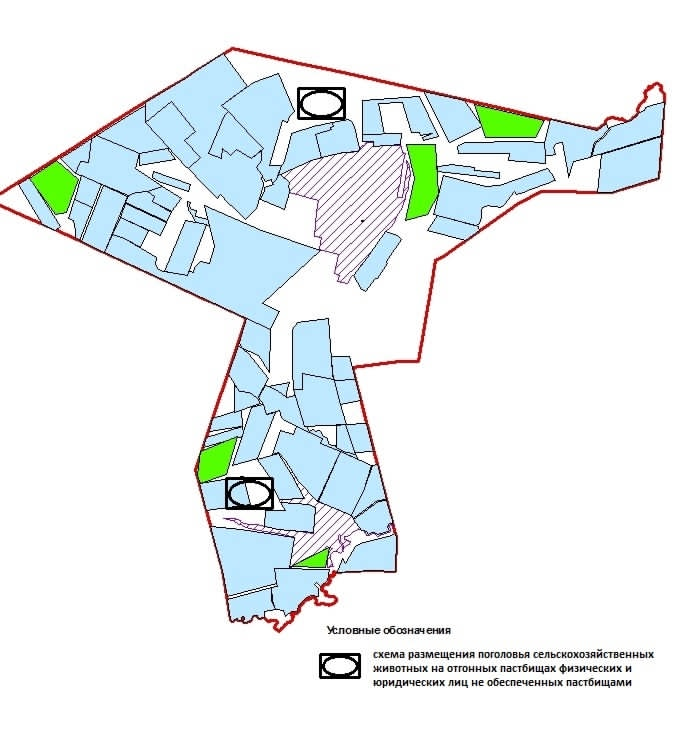 Условные обозначения
схема размещения поголовья сельскохозяйственных
животных на отгонных пастбищах физических и
юридических лиц не обеспеченных пастбищами